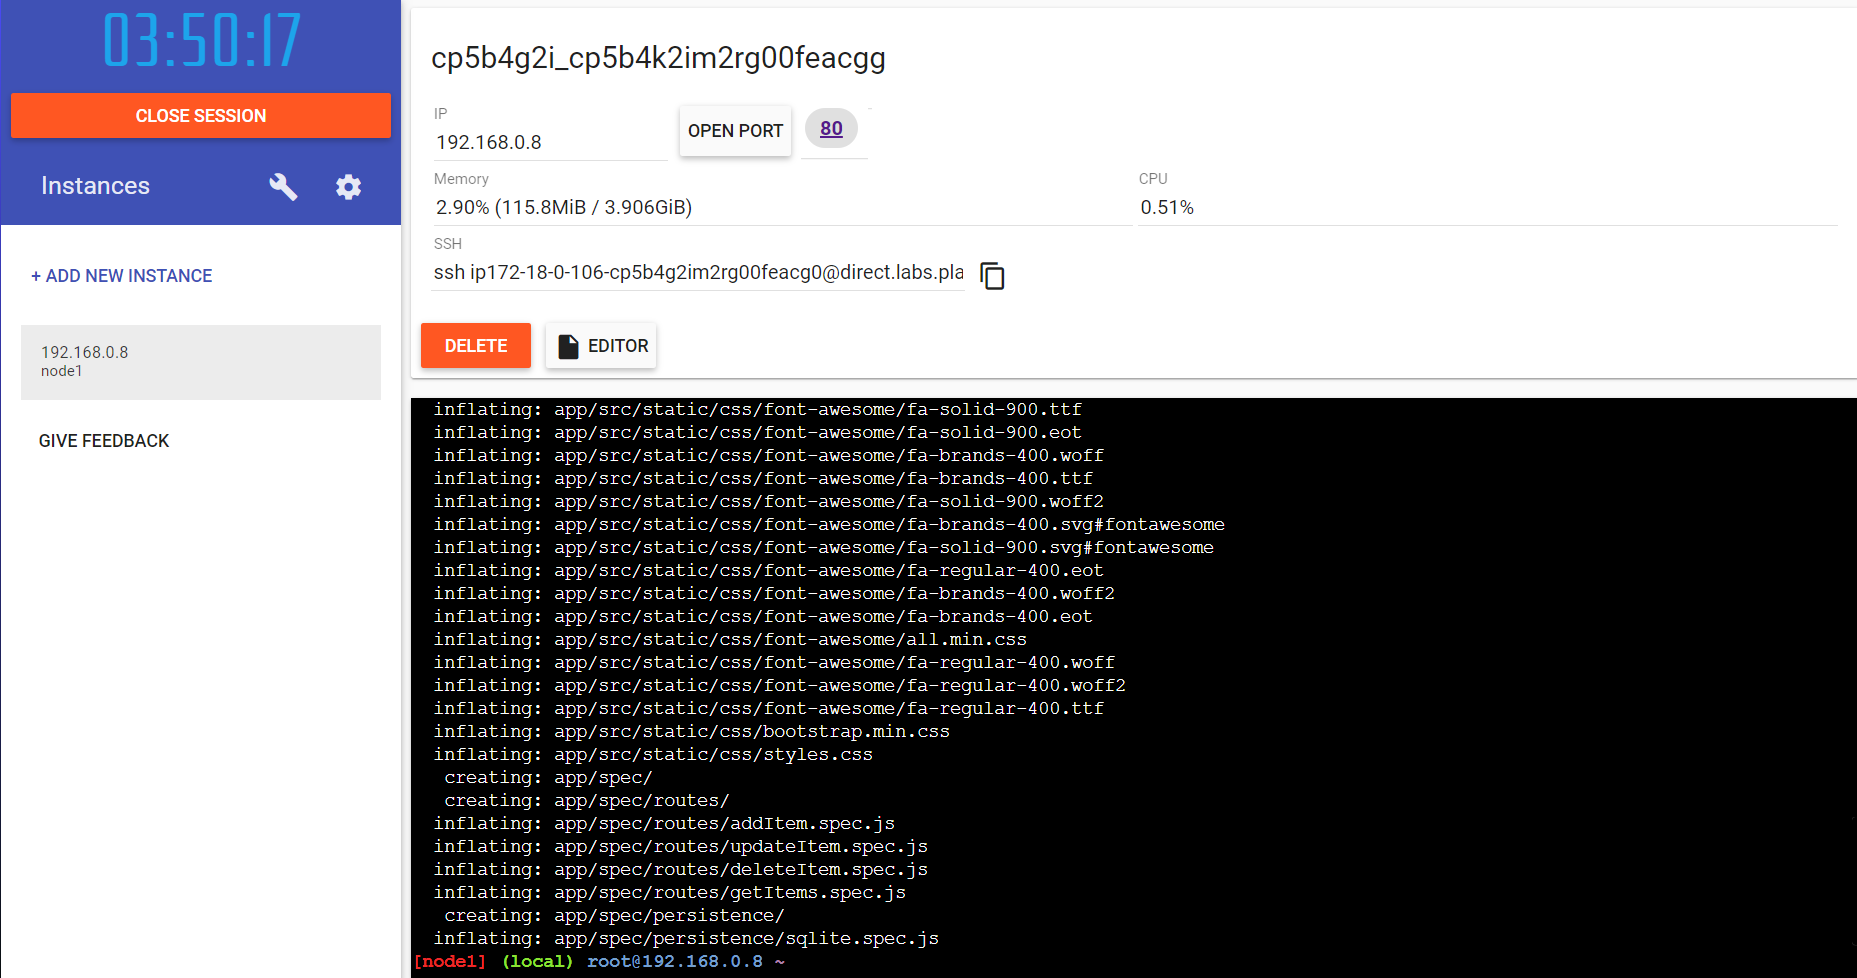 03:50:17
CLOSE SESSION
Instances
+ ADD NEW INSTANCE
192.168.0.8
node1
GIVE FEEDBACK
cp5b4g2i_cp5b4k2im2rg00feacgg
IP
192.168.0.8
OPEN PORT
80
Memory
2.90% (115.8MiB / 3.906GiB)
CPU
0.51%
SSH
ssh ip172-18-0-106-cp5b4g2im2rg00feacg0@direct.labs.pla
DELETE
EDITOR
inflating: app/src/static/css/font-awesome/fa-solid-900.ttf
inflating: app/src/static/css/font-awesome/fa-solid-900.eot
inflating: app/src/static/css/font-awesome/fa-brands-400.woff
inflating: app/src/static/css/font-awesome/fa-brands-400.ttf
inflating: app/src/static/css/font-awesome/fa-solid-900.woff2
inflating: app/src/static/css/font-awesome/fa-brands-400.svg#fontawesome
inflating: app/src/static/css/font-awesome/fa-solid-900.svg#fontawesome
inflating: app/src/static/css/font-awesome/fa-regular-400.eot
inflating: app/src/static/css/font-awesome/fa-brands-400.woff2
inflating: app/src/static/css/font-awesome/fa-brands-400.eot
inflating: app/src/static/css/font-awesome/all.min.css
inflating: app/src/static/css/font-awesome/fa-regular-400.woff
inflating: app/src/static/css/font-awesome/fa-regular-400.woff2
inflating: app/src/static/css/font-awesome/fa-regular-400.ttf
inflating: app/src/static/css/bootstrap.min.css
inflating: app/src/static/css/styles.css
creating: app/spec/
creating: app/spec/routes/
inflating: app/spec/routes/addItem.spec.js
inflating: app/spec/routes/updateItem.spec.js
inflating: app/spec/routes/deleteItem.spec.js
inflating: app/spec/routes/getItems.spec.js
creating: app/spec/persistence/
inflating: app/spec/persistence/sqlite.spec.js
[node1] (local) root@192.168.0.8 ~